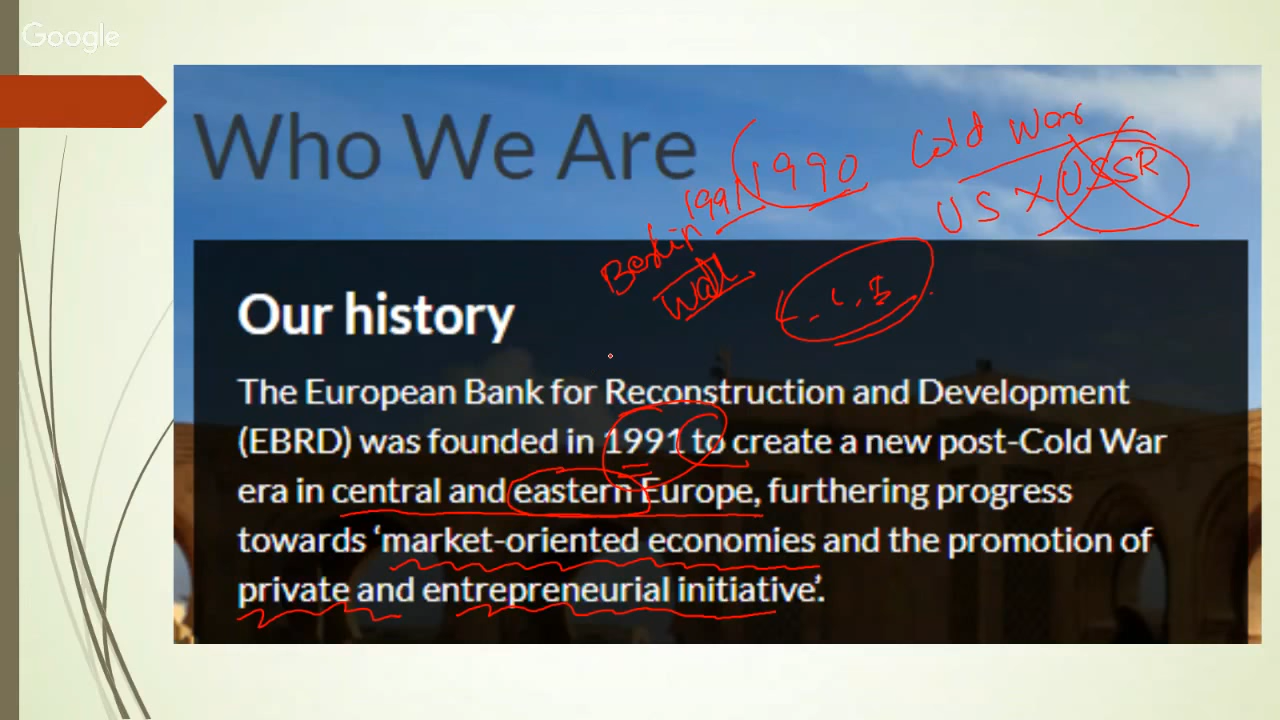 Google
Who We Are
1990
Cold War
US X USSR
1991
Berlin
Wall
Our history
The European Bank for Reconstruction and Development
(EBRD) was founded in 1991 to create a new post-Cold War
era in central and eastern Europe, furthering progress
towards ‘market-oriented economies and the promotion of
private and entrepreneurial initiative’.